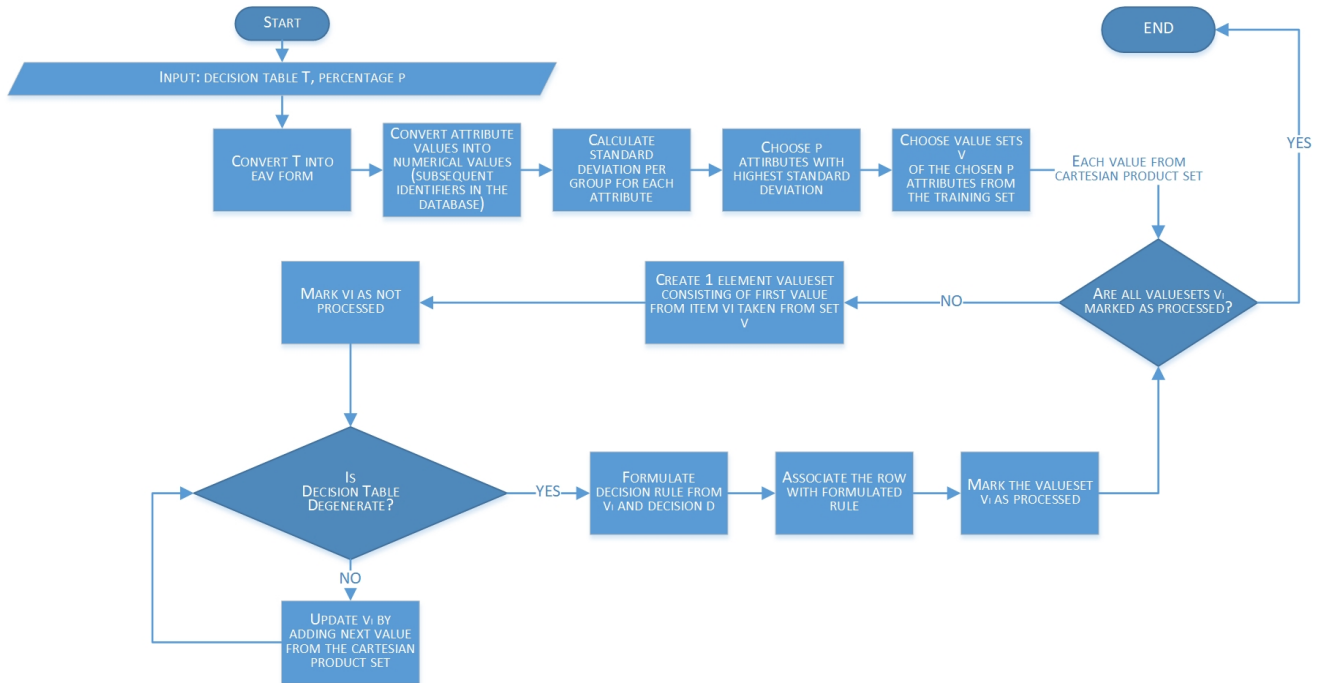 START
END
INPUT: DECISION TABLE T, PERCENTAGE P
CONVERT T INTO
EAV FORM
CONVERT ATTRIBUTE
VALUES INTO
NUMERICAL VALUES
(SUBSEQUENT
IDENTIFIERS IN THE
DATABASE)
CALCULATE
STANDARD
DEVIATION PER
GROUP FOR EACH
ATTRIBUTE
CHOOSE P
ATTIRBUTES WITH
HIGHEST STANDARD
DEVIATION
CHOOSE VALUE SETS
V
OF THE CHOSEN P
ATTRIBUTES FROM
THE TRAINING SET
EACH VALUE FROM
CARTESIAN PRODUCT SET
YES
ARE ALL VALUESETS VI
MARKED AS PROCESSED?
NO
CREATE 1 ELEMENT VALUESET
CONSISTING OF FIRST VALUE
FROM ITEM VI TAKEN FROM SET
V
MARK VI AS NOT
PROCESSED
IS
DECISION TABLE
DEGENERATE?
YES
FORMULATE
DECISION RULE FROM
VI AND DECISION D
ASSOCIATE THE ROW
WITH FORMULATED
RULE
MARK THE VALUESET
VI AS PROCESSED
NO
UPDATE VI BY
ADDING NEXT VALUE
FROM THE CARTESIAN
PRODUCT SET